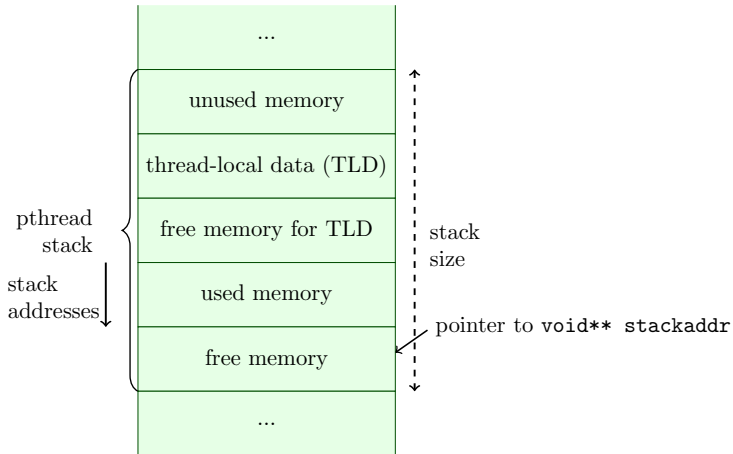 ...
unused memory
thread-local data (TLD)
free memory for TLD
used memory
free memory
...
pthread
stack
stack
addresses
stack
size
pointer to void** stackaddr